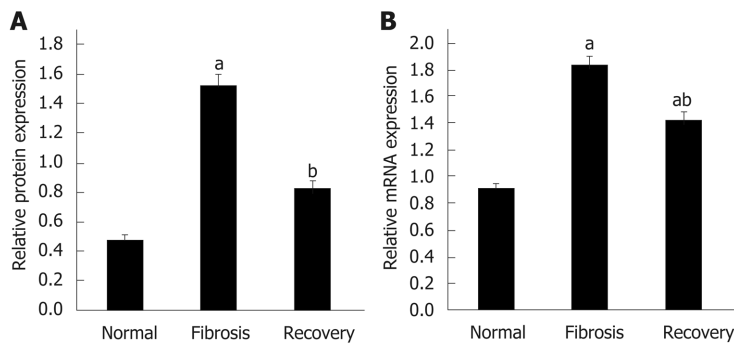 A
Relative protein expression
1.8
1.6
1.4
1.2
1.0
0.8
0.6
0.4
0.2
0.0
a
b
Normal Fibrosis Recovery
B
Relative mRNA expression
2.0
1.8
1.6
1.4
1.2
1.0
0.8
0.6
0.4
0.2
0.0
a
ab
Normal Fibrosis Recovery